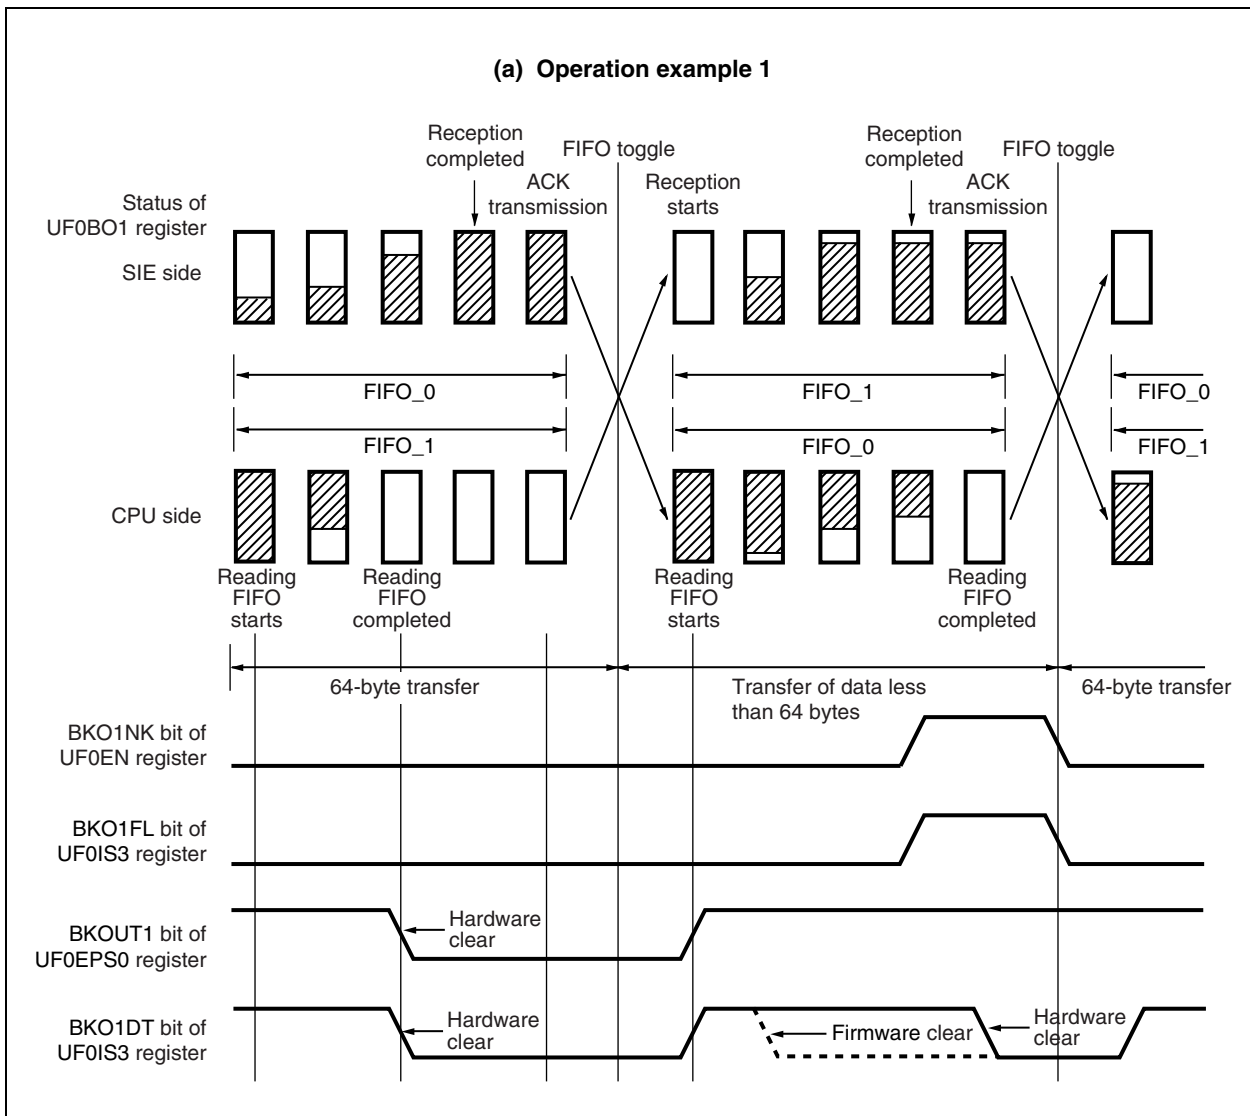 (a) Operation example 1
Reception
completed
FIFO toggle
Reception
completed
FIFO toggle
ACK
transmission
Reception
starts
ACK
transmission
Status of
UF0BO1 register
SIE side
FIFO_0
FIFO_1
FIFO_0
FIFO_1
FIFO_0
FIFO_1
CPU side
Reading
FIFO
starts
Reading
FIFO
completed
Reading
FIFO
starts
Reading
FIFO
completed
64-byte transfer
Transfer of data less
than 64 bytes
64-byte transfer
BKO1NK bit of
UF0EN register
BKO1FL bit of
UF0IS3 register
BKOUT1 bit of
UF0EPS0 register
Hardware
clear
BKO1DT bit of
UF0IS3 register
Hardware
clear
Firmware clear
Hardware
clear